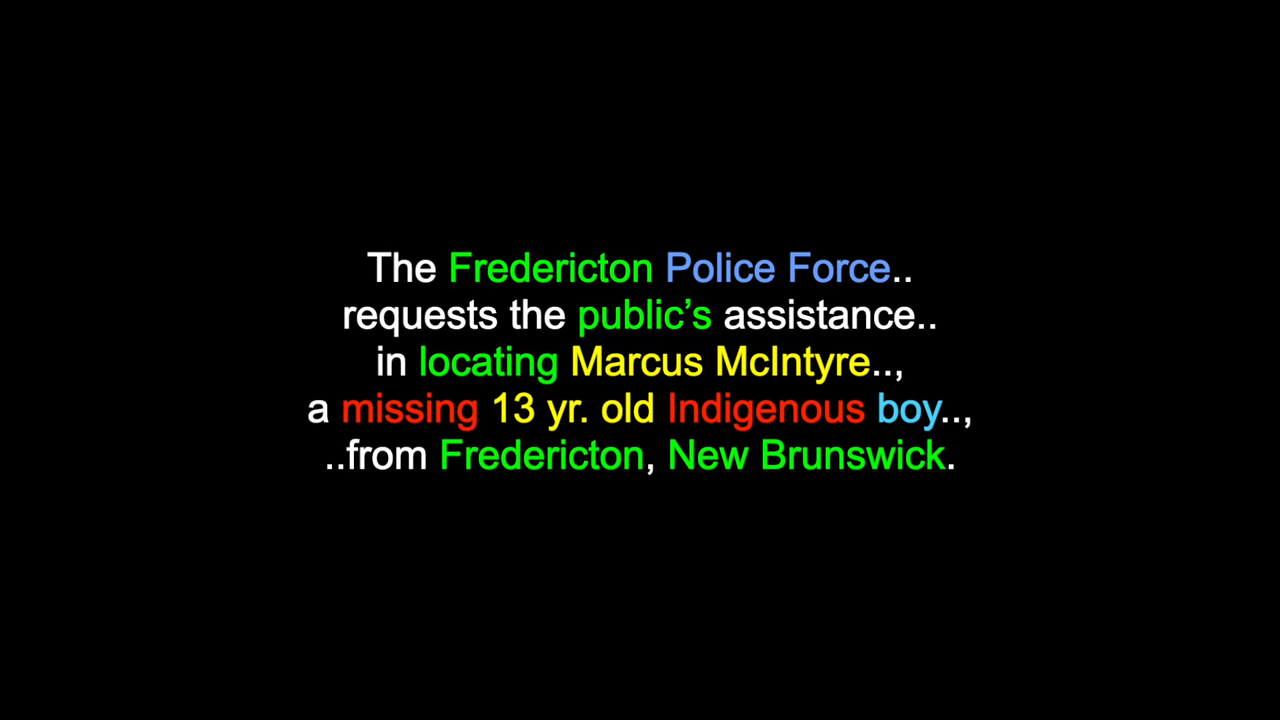 The Fredericton Police Force..
requests the public’s assistance..
in locating Marcus McIntyre..,
a missing 13 yr. old Indigenous boy..,
..from Fredericton, New Brunswick.